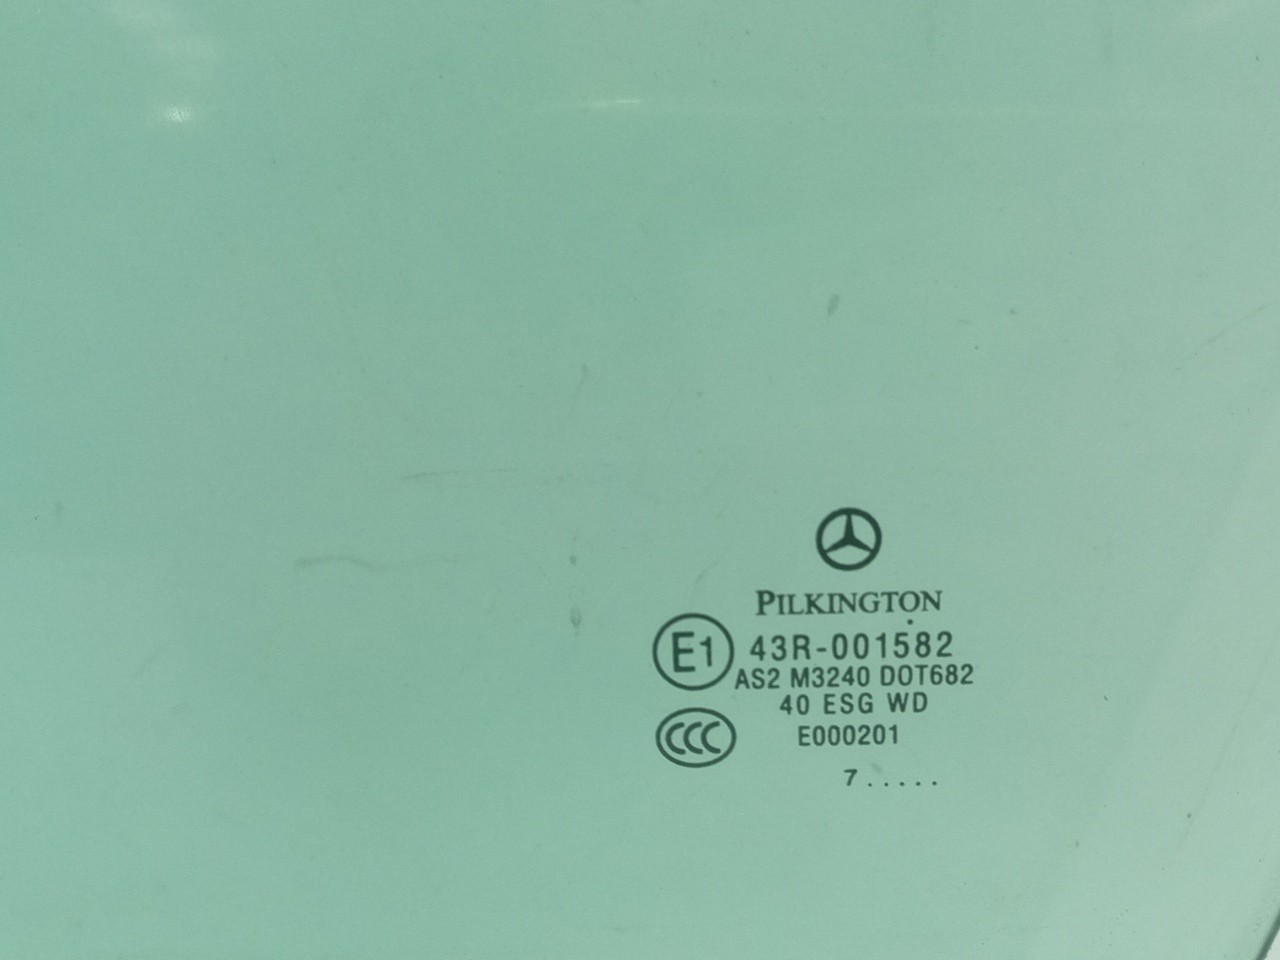 PILKINGTON
E1 43R-001582
AS2 M3240 DOT682
40 ESG WD
CCC E000201
7.....